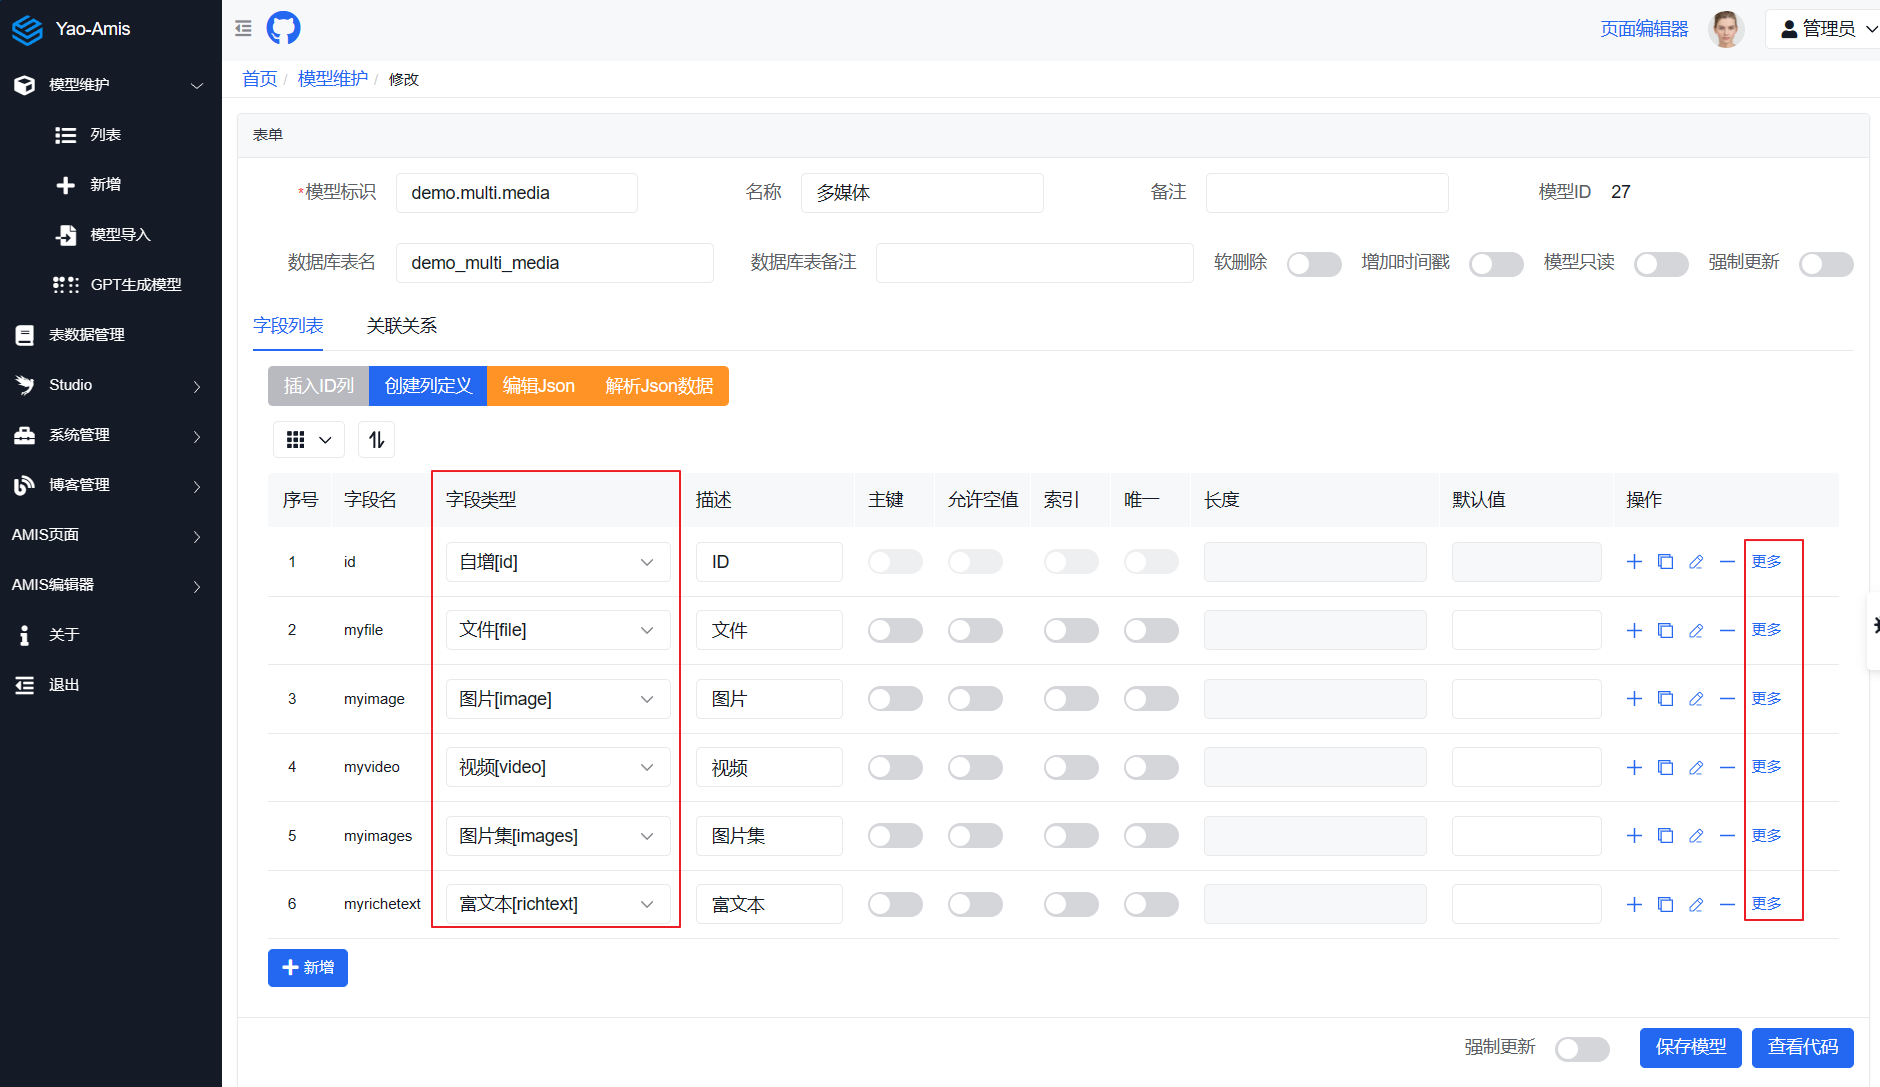 Yao-Amis
页面编辑器
管理员
模型维护
列表
新增
模型导入
GPT生成模型
表数据管理
Studio
系统管理
博客管理
AMIS页面
AMIS编辑器
关于
退出
首页 / 模型维护 / 修改
表单
*模型标识 demo.multi.media 名称 多媒体 备注 模型ID 27
数据库表名 demo_multi_media 数据库表备注 软删除 增加时间戳 模型只读 强制更新
字段列表 关联关系
插入ID列 创建列定义 编辑Json 解析Json数据
序号 字段名 字段类型 描述 主键 允许空值 索引 唯一 长度 默认值 操作
1 id 自增[id] ID 更多
2 myfile 文件[file] 文件 更多
3 myimage 图片[image] 图片 更多
4 myvideo 视频[video] 视频 更多
5 myimages 图片集[images] 图片集 更多
6 myrichetext 富文本[richtext] 富文本 更多
新增
强制更新 保存模型 查看代码